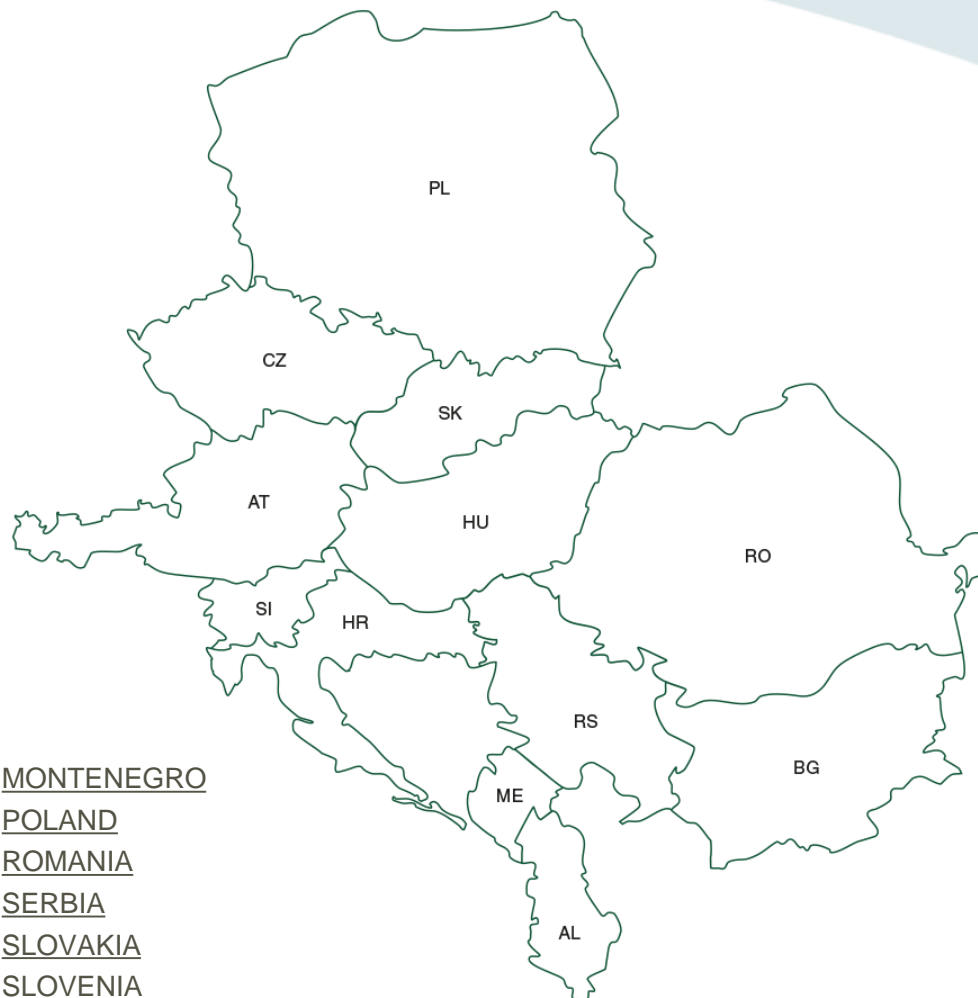 PL
CZ
SK
AT
HU
RO
SI
HR
RS
BG
ME
AL
MONTENEGRO
POLAND
ROMANIA
SERBIA
SLOVAKIA
SLOVENIA